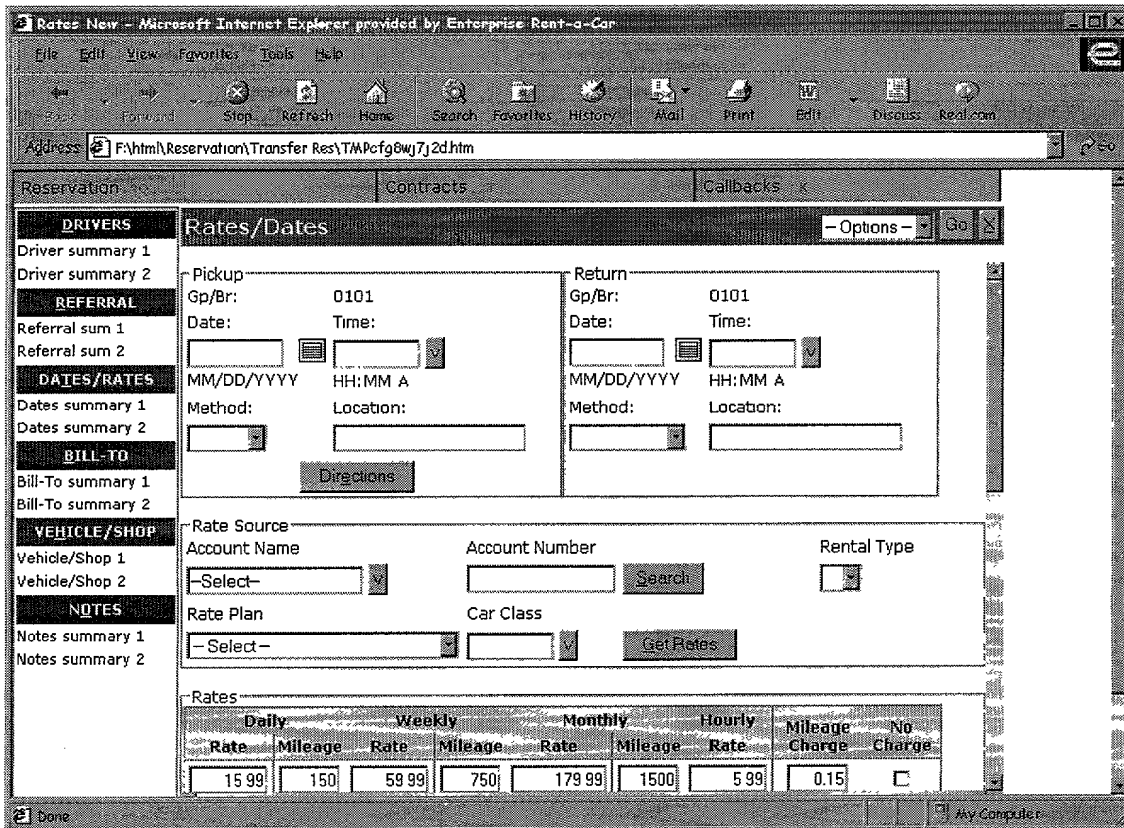 Rates New - Microsoft Internet Explorer provided by Enterprise Rent-a-Car
File Edit View Favorites Tools Help
Back Forward Stop Refresh Home Search Favorites History Mail Print Edit Discuss Real.com
Address F:\html\Reservation\Transfer Res\TMPcfg8wj7j2d.htm Go
Reservation Contracts Callbacks x
DRIVERS
Driver summary 1
Driver summary 2
REFERRAL
Referral sum 1
Referral sum 2
DATES/RATES
Dates summary 1
Dates summary 2
BILL-TO
Bill-To summary 1
Bill-To summary 2
VEHICLE/SHOP
Vehicle/Shop 1
Vehicle/Shop 2
NOTES
Notes summary 1
Notes summary 2
Rates/Dates – Options – Go X
Pickup
Gp/Br: 0101
Date: Time:
MM/DD/YYYY HH:MM A
Method: Location:
Directions
Return
Gp/Br: 0101
Date: Time:
MM/DD/YYYY HH:MM A
Method: Location:
Rate Source
Account Name Account Number Rental Type
–Select– v Search
Rate Plan Car Class
– Select – v Get Rates
Rates
Daily Weekly Monthly Hourly Mileage No
Rate Mileage Rate Mileage Rate Mileage Rate Charge Charge
15 99 150 59 99 750 179 99 1500 5 99 0.15
Done My Computer